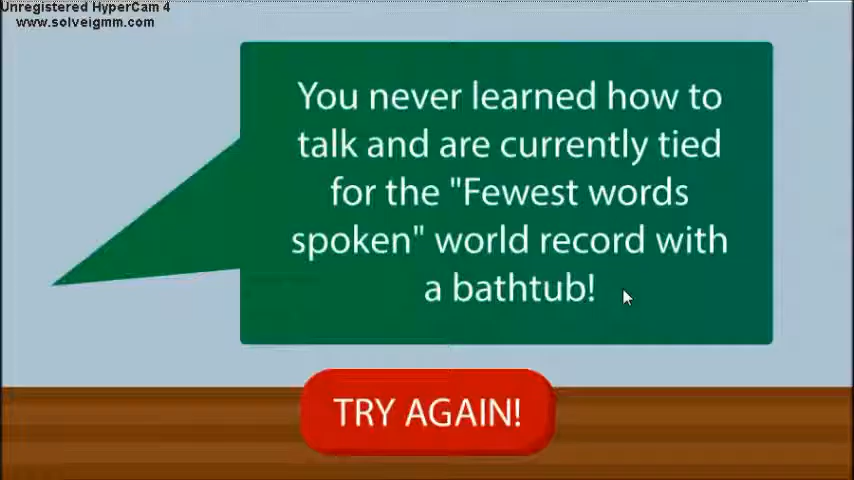 Unregistered HyperCam 4
www.solveigmm.com
You never learned how to
talk and are currently tied
for the "Fewest words
spoken" world record with
a bathtub!
TRY AGAIN!